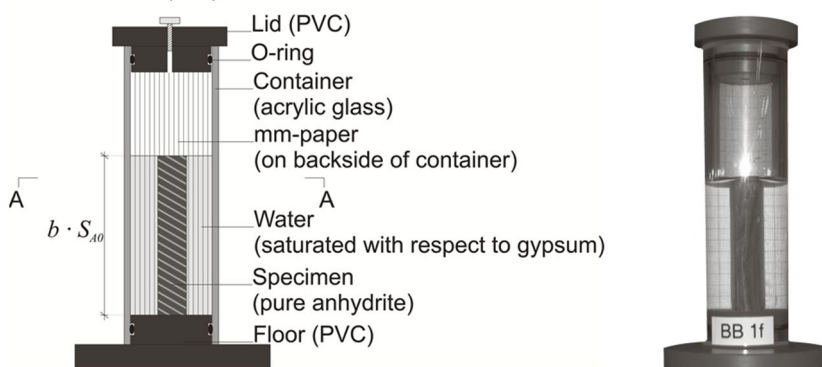 Lid (PVC)
O-ring
Container
(acrylic glass)
mm-paper
(on backside of container)
A
A
b · S_A0
Water
(saturated with respect to gypsum)
Specimen
(pure anhydrite)
Floor (PVC)
BB 1f